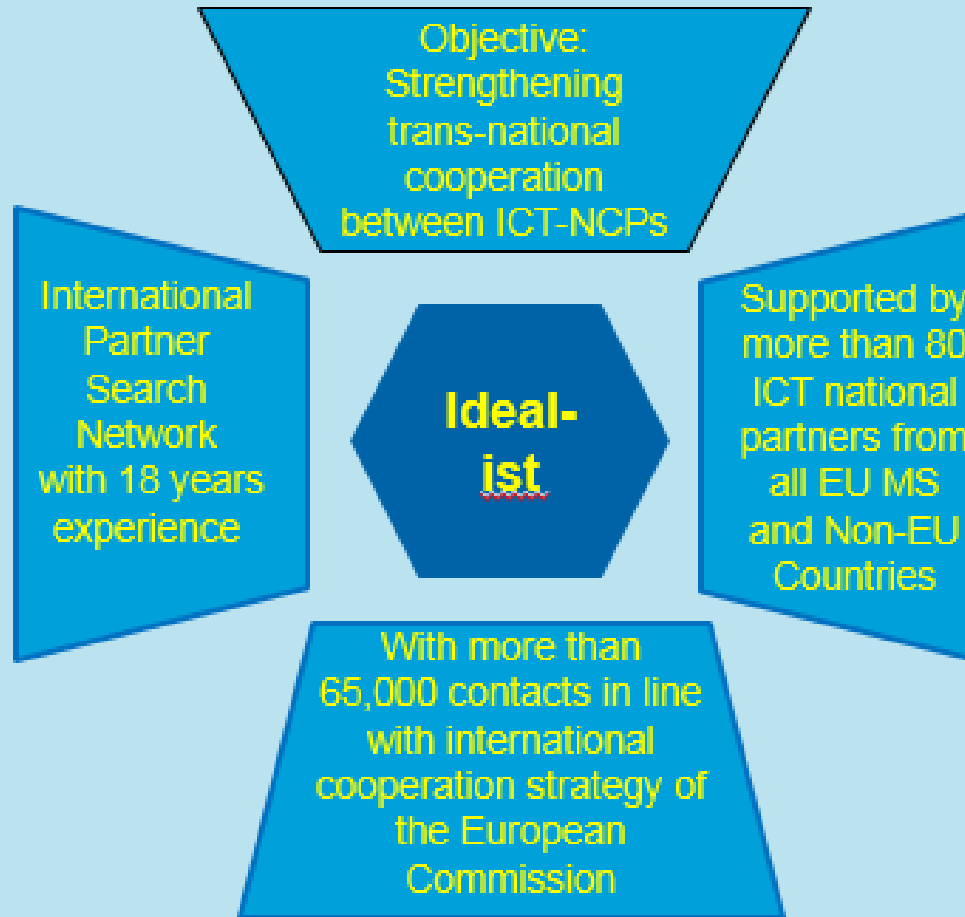 Objective:
Strengthening
trans-national
cooperation
between ICT-NCPs
International
Partner
Search
Network
with 18 years
experience
Ideal-
ist
Supported by
more than 80
ICT national
partners from
all EU MS
and Non-EU
Countries
With more than
65,000 contacts in line
with international
cooperation strategy of
the European
Commission